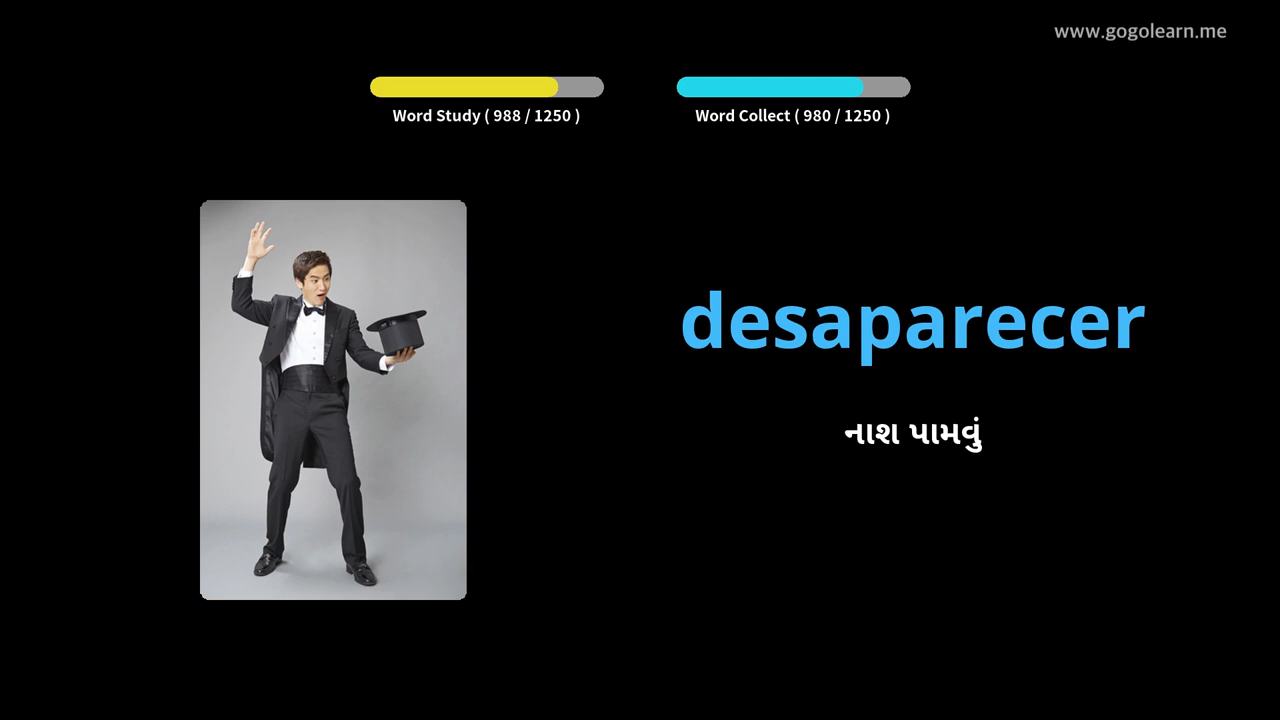 www.gogolearn.me
Word Study ( 988 / 1250 )
Word Collect ( 980 / 1250 )
desaparecer
નાશ પામવું